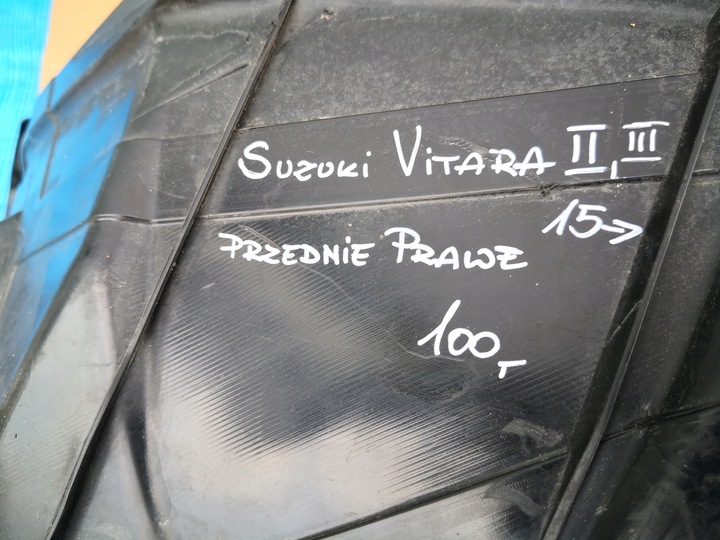 Suzuki Vitara II, III
15→
PRZEDNIE PRAWE
100,T